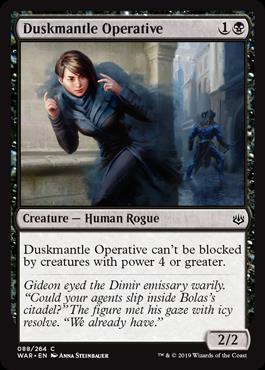 Duskmantle Operative 1
Creature — Human Rogue
Duskmantle Operative can't be blocked
by creatures with power 4 or greater.
Gideon eyed the Dimir emissary warily.
"Could your agents slip inside Bolas's
citadel?" The figure met his gaze with icy
resolve. "We already have."
2/2
088/264 C
WAR • EN Anna Steinbauer
™ & © 2019 Wizards of the Coast